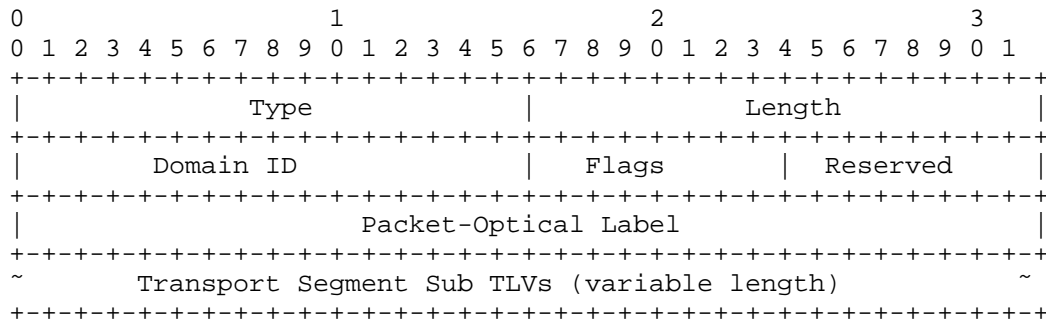 0                   1                   2                   3
0 1 2 3 4 5 6 7 8 9 0 1 2 3 4 5 6 7 8 9 0 1 2 3 4 5 6 7 8 9 0 1
+-+-+-+-+-+-+-+-+-+-+-+-+-+-+-+-+-+-+-+-+-+-+-+-+-+-+-+-+-+-+-+-+
|              Type             |             Length            |
+-+-+-+-+-+-+-+-+-+-+-+-+-+-+-+-+-+-+-+-+-+-+-+-+-+-+-+-+-+-+-+-+
|        Domain ID              |   Flags       |  Reserved     |
+-+-+-+-+-+-+-+-+-+-+-+-+-+-+-+-+-+-+-+-+-+-+-+-+-+-+-+-+-+-+-+-+
|                     Packet-Optical Label                      |
+-+-+-+-+-+-+-+-+-+-+-+-+-+-+-+-+-+-+-+-+-+-+-+-+-+-+-+-+-+-+-+-+
~       Transport Segment Sub TLVs (variable length)           ~
+-+-+-+-+-+-+-+-+-+-+-+-+-+-+-+-+-+-+-+-+-+-+-+-+-+-+-+-+-+-+-+-+